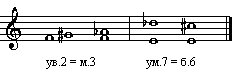 ув.2 = м.3 ум.7 = б.6